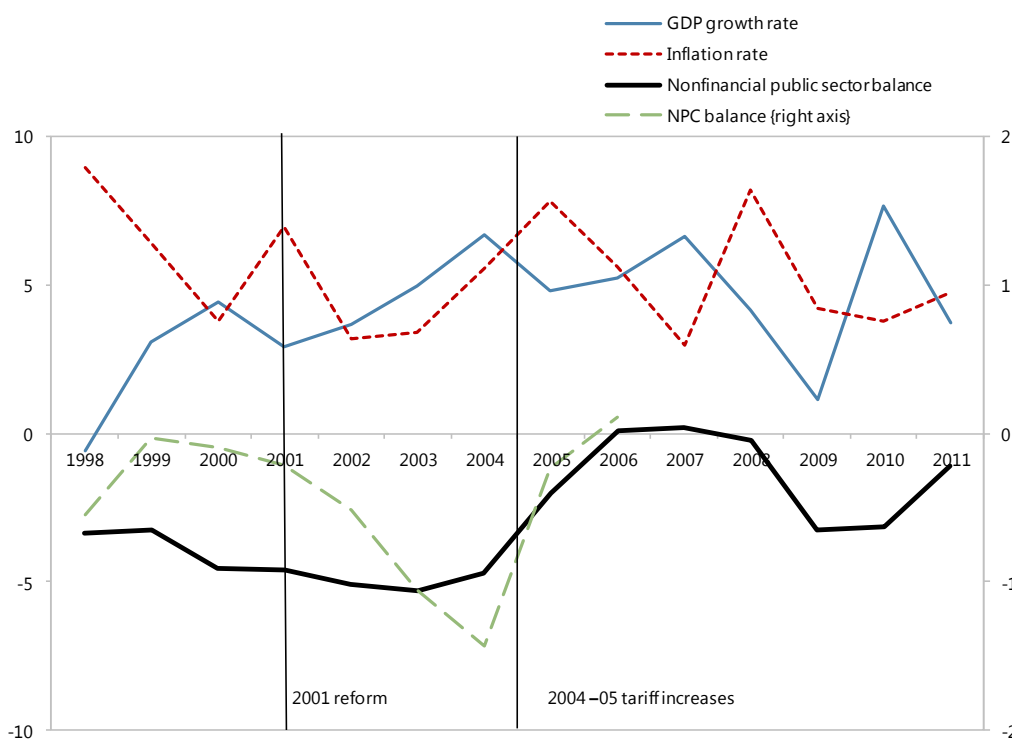 GDP growth rate
Inflation rate
Nonfinancial public sector balance
NPC balance {right axis}
10 2
5 1
0 0
1998 1999 2000 2001 2002 2003 2004 2005 2006 2007 2008 2009 2010 2011
-5 -1
2001 reform 2004–05 tariff increases
-10 -2